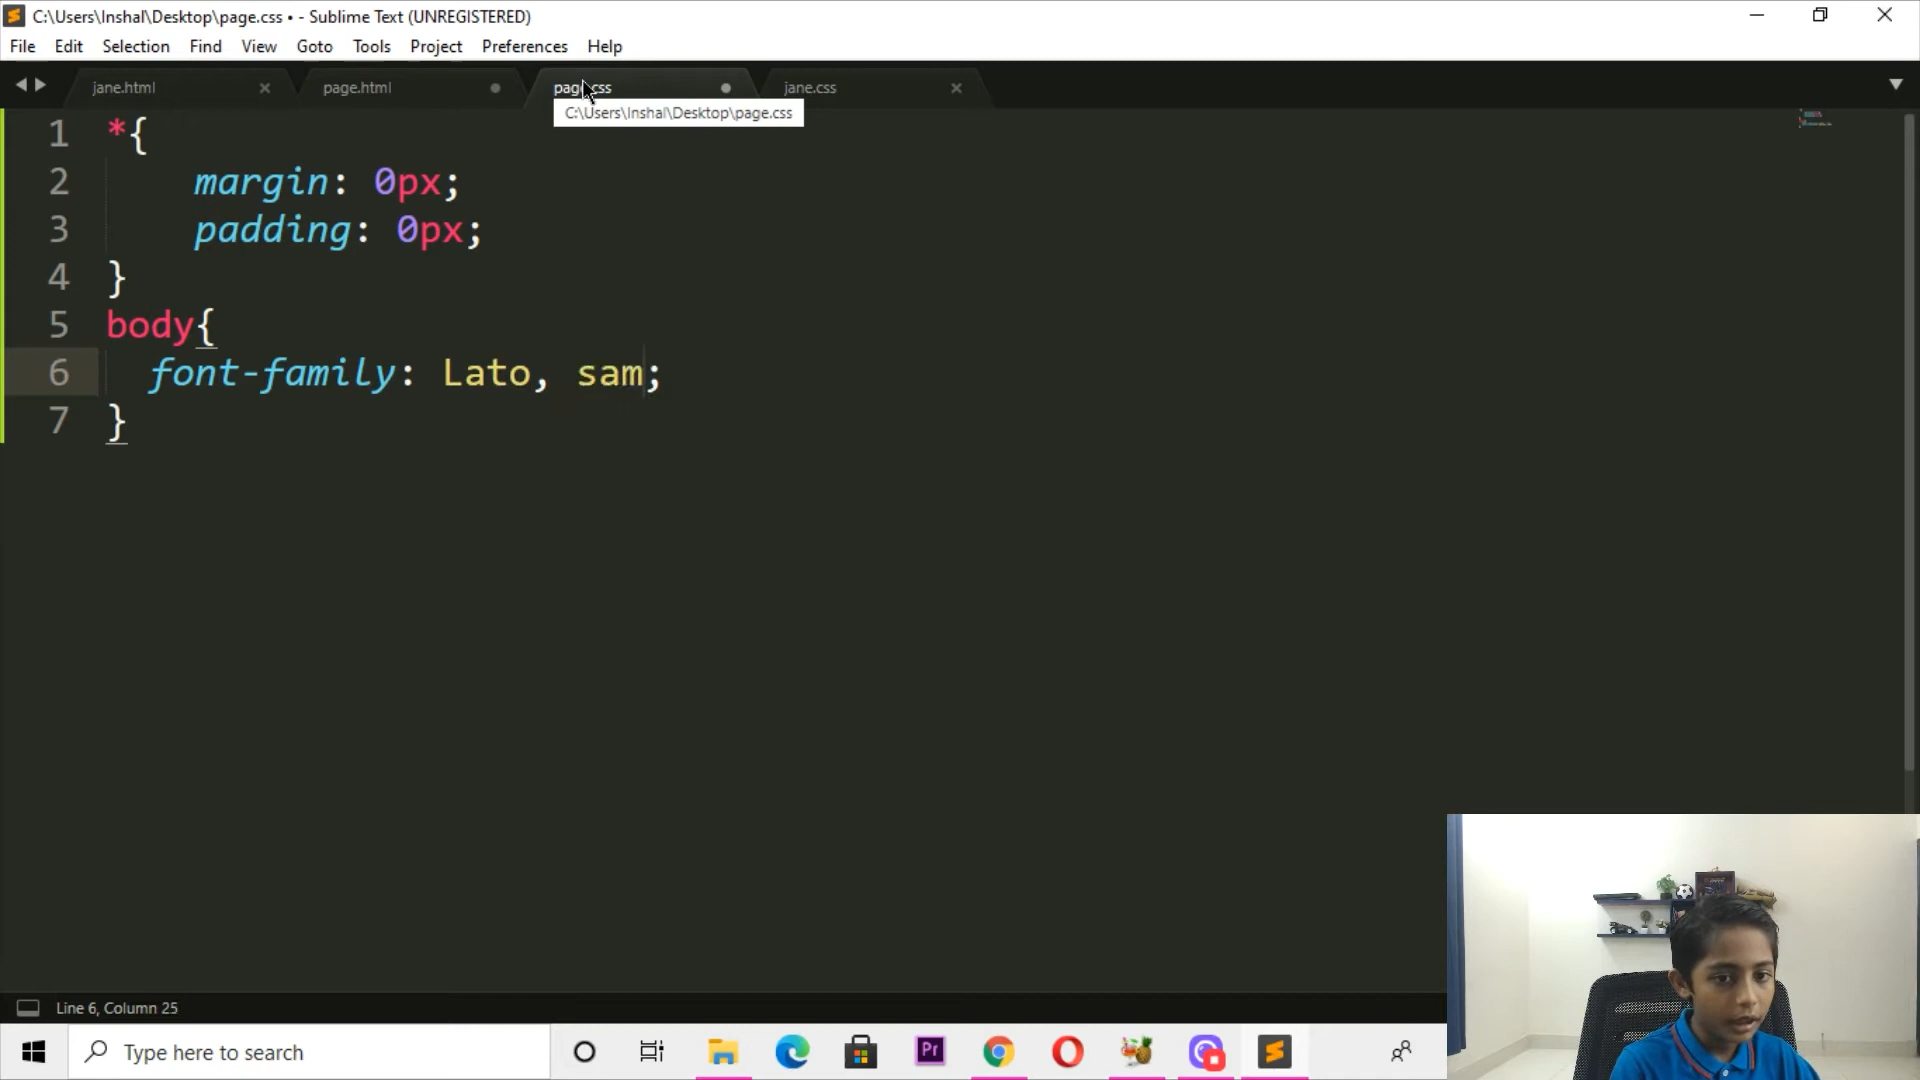 C:\Users\Inshal\Desktop\page.css • - Sublime Text (UNREGISTERED)
File Edit Selection Find View Goto Tools Project Preferences Help
jane.html page.html page.css jane.css
C:\Users\Inshal\Desktop\page.css
1 *{
2 margin: 0px;
3 padding: 0px;
4 }
5 body{
6 font-family: Lato, sam;
7 }
Line 6, Column 25
Type here to search
Pr